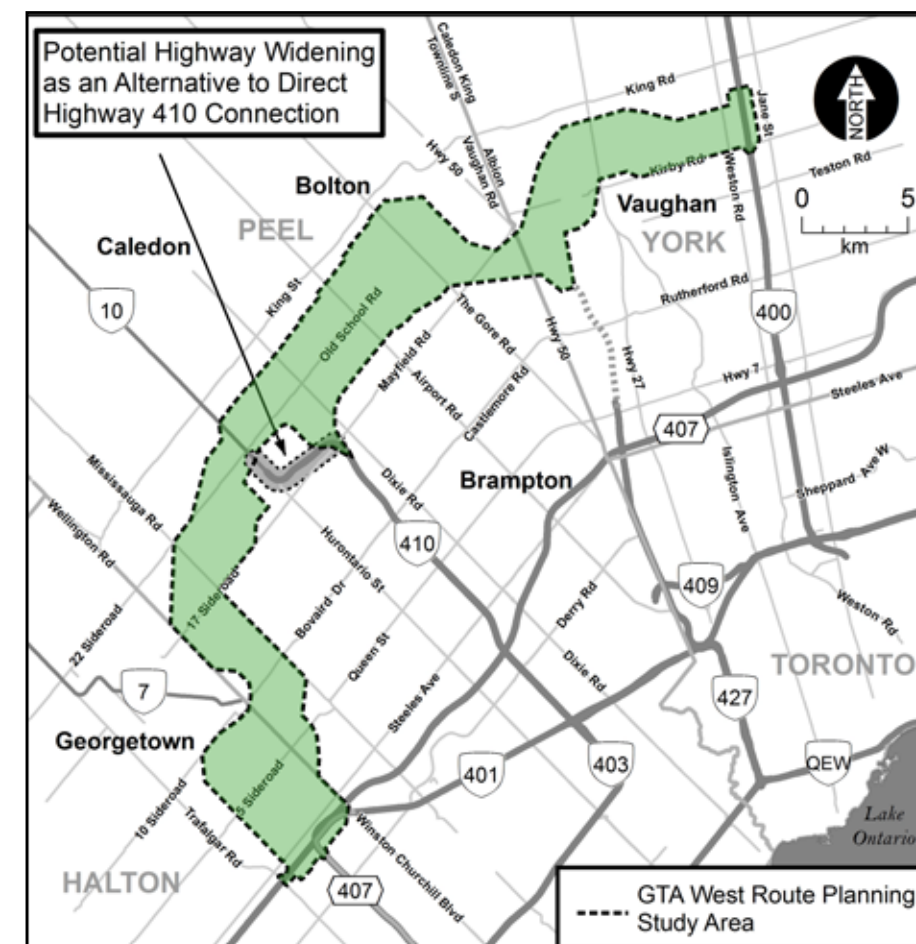 Potential Highway Widening
as an Alternative to Direct
Highway 410 Connection
Caledon King
Townline S
King Rd
Jane St
NORTH
Hwy 50
Albion
Vaughan Rd
Kirby Rd
Weston Rd
Teston Rd
0 5
km
Bolton
PEEL
Vaughan
YORK
Caledon
King St
Old School Rd
10
The Gore Rd
Rutherford Rd
400
Mayfield Rd
Airport Rd
Castlemore Rd
Hwy 50
Hwy 27
Hwy 7
Steeles Ave
407
Mississauga Rd
Wellington Rd
Dixie Rd
Brampton
Islington Ave
Sheppard Ave W
410
Hurontario St
409
17 Sideroad
Bovaird Dr
Derry Rd
Weston Rd
22 Sideroad
Queen St
Dixie Rd
TORONTO
7
Steeles Ave
427
Georgetown
401
403
QEW
10 Sideroad
5 Sideroad
Trafalgar Rd
Winston Churchill Blvd
Lake
Ontario
HALTON
407
GTA West Route Planning
Study Area